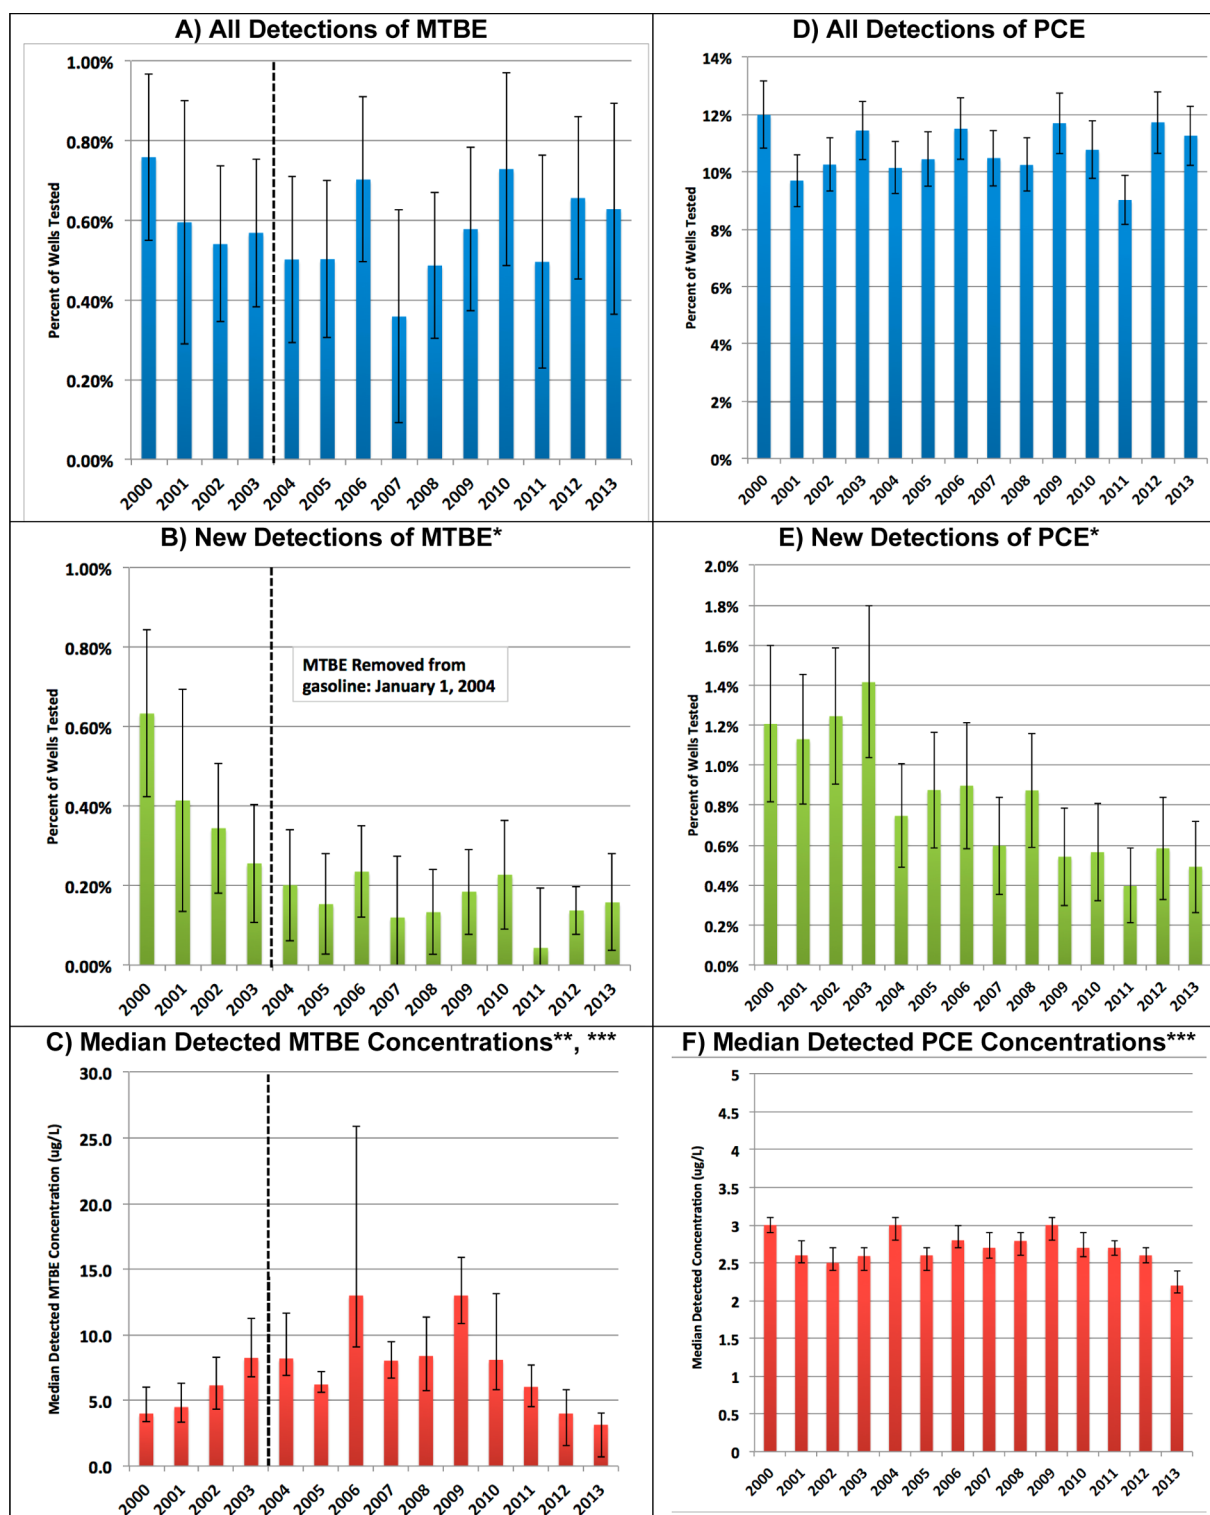 A) All Detections of MTBE
Percent of Wells Tested
1.00%
0.80%
0.60%
0.40%
0.20%
0.00%
2000 2001 2002 2003 2004 2005 2006 2007 2008 2009 2010 2011 2012 2013
D) All Detections of PCE
Percent of Wells Tested
14%
12%
10%
8%
6%
4%
2%
0%
2000 2001 2002 2003 2004 2005 2006 2007 2008 2009 2010 2011 2012 2013
B) New Detections of MTBE*
Percent of Wells Tested
1.00%
0.80%
0.60%
0.40%
0.20%
0.00%
MTBE Removed from
gasoline: January 1, 2004
2000 2001 2002 2003 2004 2005 2006 2007 2008 2009 2010 2011 2012 2013
E) New Detections of PCE*
Percent of Wells Tested
2.0%
1.8%
1.6%
1.4%
1.2%
1.0%
0.8%
0.6%
0.4%
0.2%
0.0%
2000 2001 2002 2003 2004 2005 2006 2007 2008 2009 2010 2011 2012 2013
C) Median Detected MTBE Concentrations**, ***
Median Detected MTBE Concentration (ug/L)
30.0
25.0
20.0
15.0
10.0
5.0
0.0
2000 2001 2002 2003 2004 2005 2006 2007 2008 2009 2010 2011 2012 2013
F) Median Detected PCE Concentrations***
Median Detected Concentration (ug/L)
5
4.5
4
3.5
3
2.5
2
1.5
1
0.5
0
2000 2001 2002 2003 2004 2005 2006 2007 2008 2009 2010 2011 2012 2013